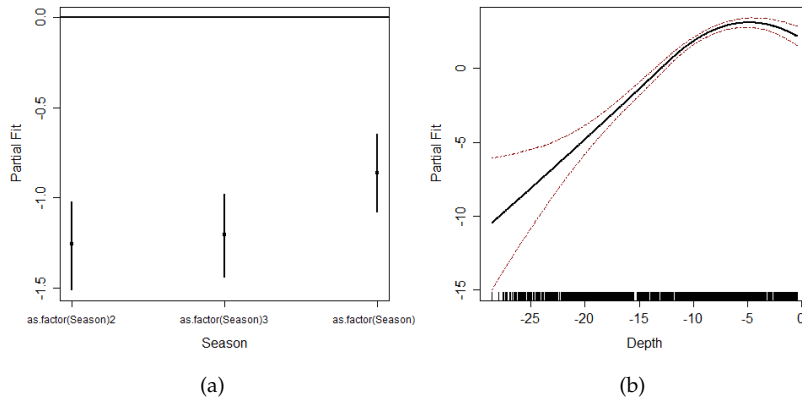 0.0
-0.5
-1.0
-1.5
Partial Fit
as.factor(Season)2
as.factor(Season)3
as.factor(Season)
Season
(a)
0
-5
-10
-15
Partial Fit
-25
-20
-15
-10
-5
0
Depth
(b)